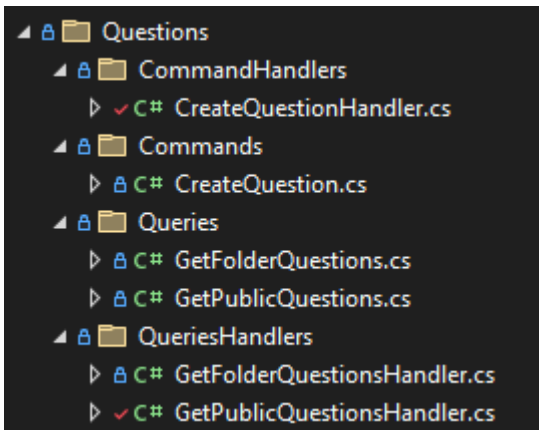 Questions
CommandHandlers
C# CreateQuestionHandler.cs
Commands
C# CreateQuestion.cs
Queries
C# GetFolderQuestions.cs
C# GetPublicQuestions.cs
QueriesHandlers
C# GetFolderQuestionsHandler.cs
C# GetPublicQuestionsHandler.cs